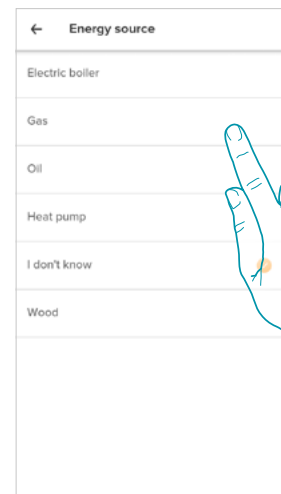 Energy source
Electric boiler
Gas
Oil
Heat pump
I don't know
Wood